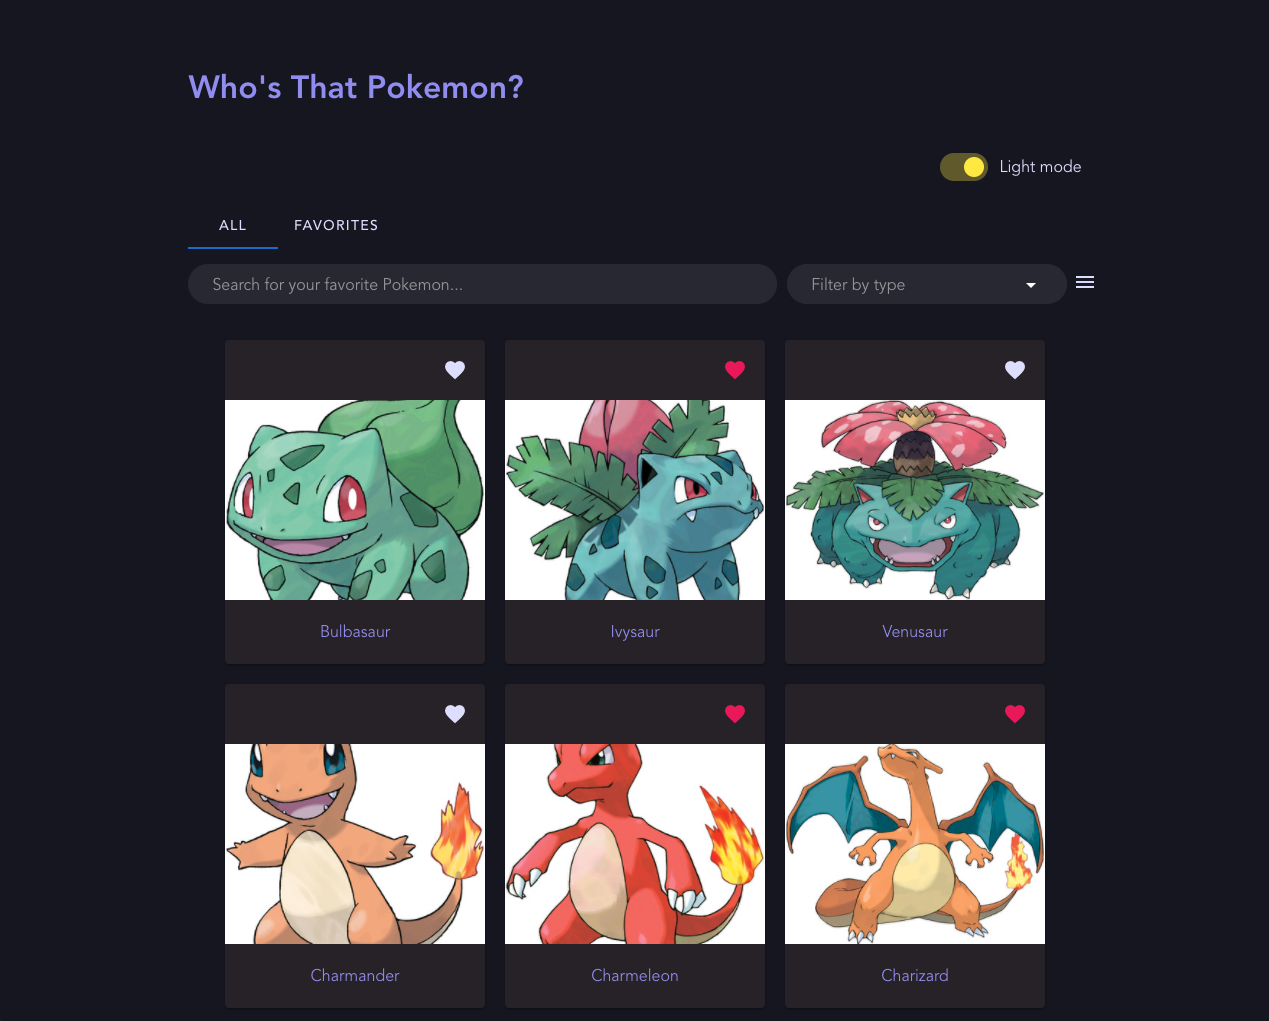 Who's That Pokemon?
Light mode
ALL FAVORITES
Search for your favorite Pokemon... Filter by type
Bulbasaur Ivysaur Venusaur
Charmander Charmeleon Charizard